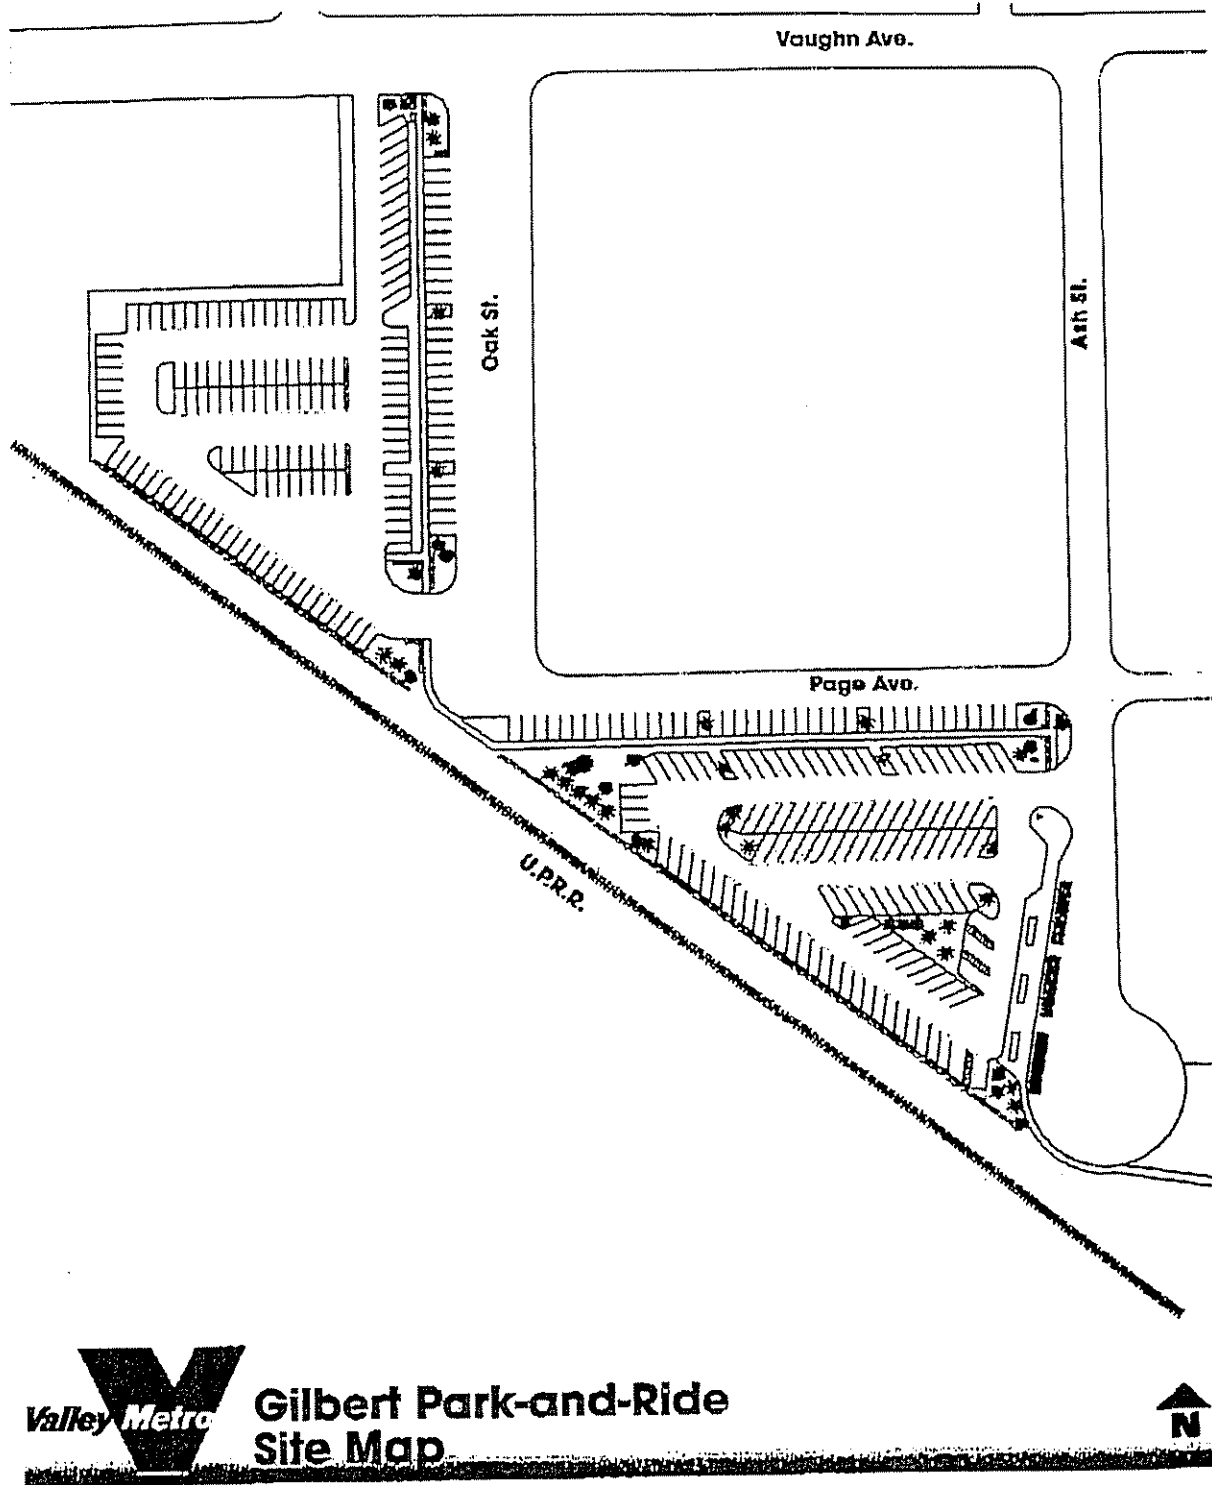 Vaughn Ave.
Oak St.
Ash St.
Page Ave.
U.P.R.R.
Valley Metro
Gilbert Park-and-Ride
Site Map
N